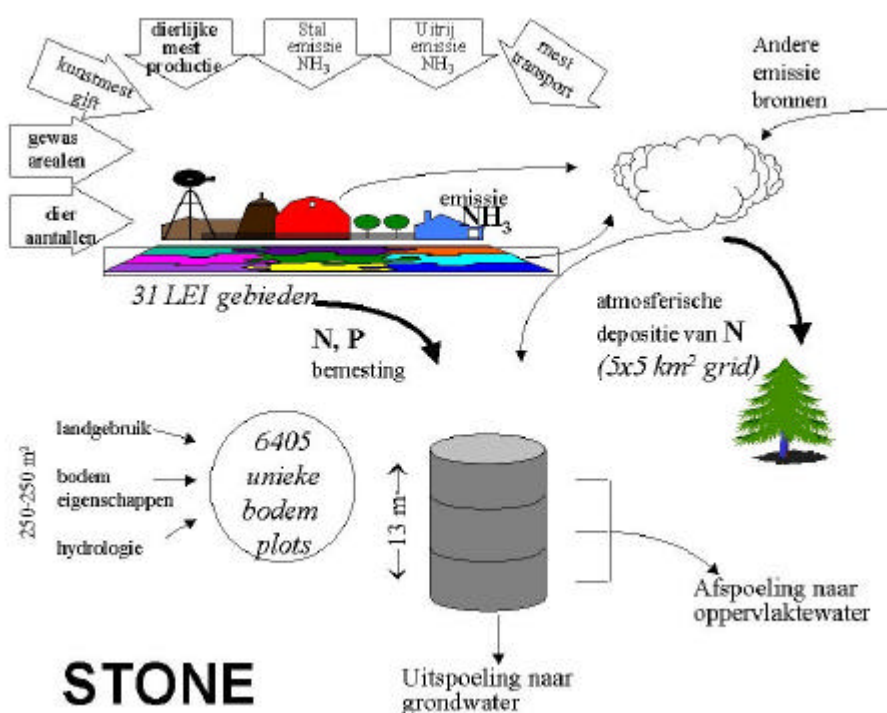 dierlijke
mest
productie
Stal
emissie
NH3
Uitrij
emissie
NH3
mest
transport
kunstmest
gift
gewas
arealen
dier
aantallen
Andere
emissie
bronnen
emissie
NH3
31 LEI gebieden
N, P
bemesting
atmosferische
depositie van N
(5x5 km² grid)
250-250 m²
landgebruik
bodem
eigenschappen
hydrologie
6405
unieke
bodem
plots
13 m
Afspoeling naar
oppervlaktewater
Uitspoeling naar
grondwater
STONE